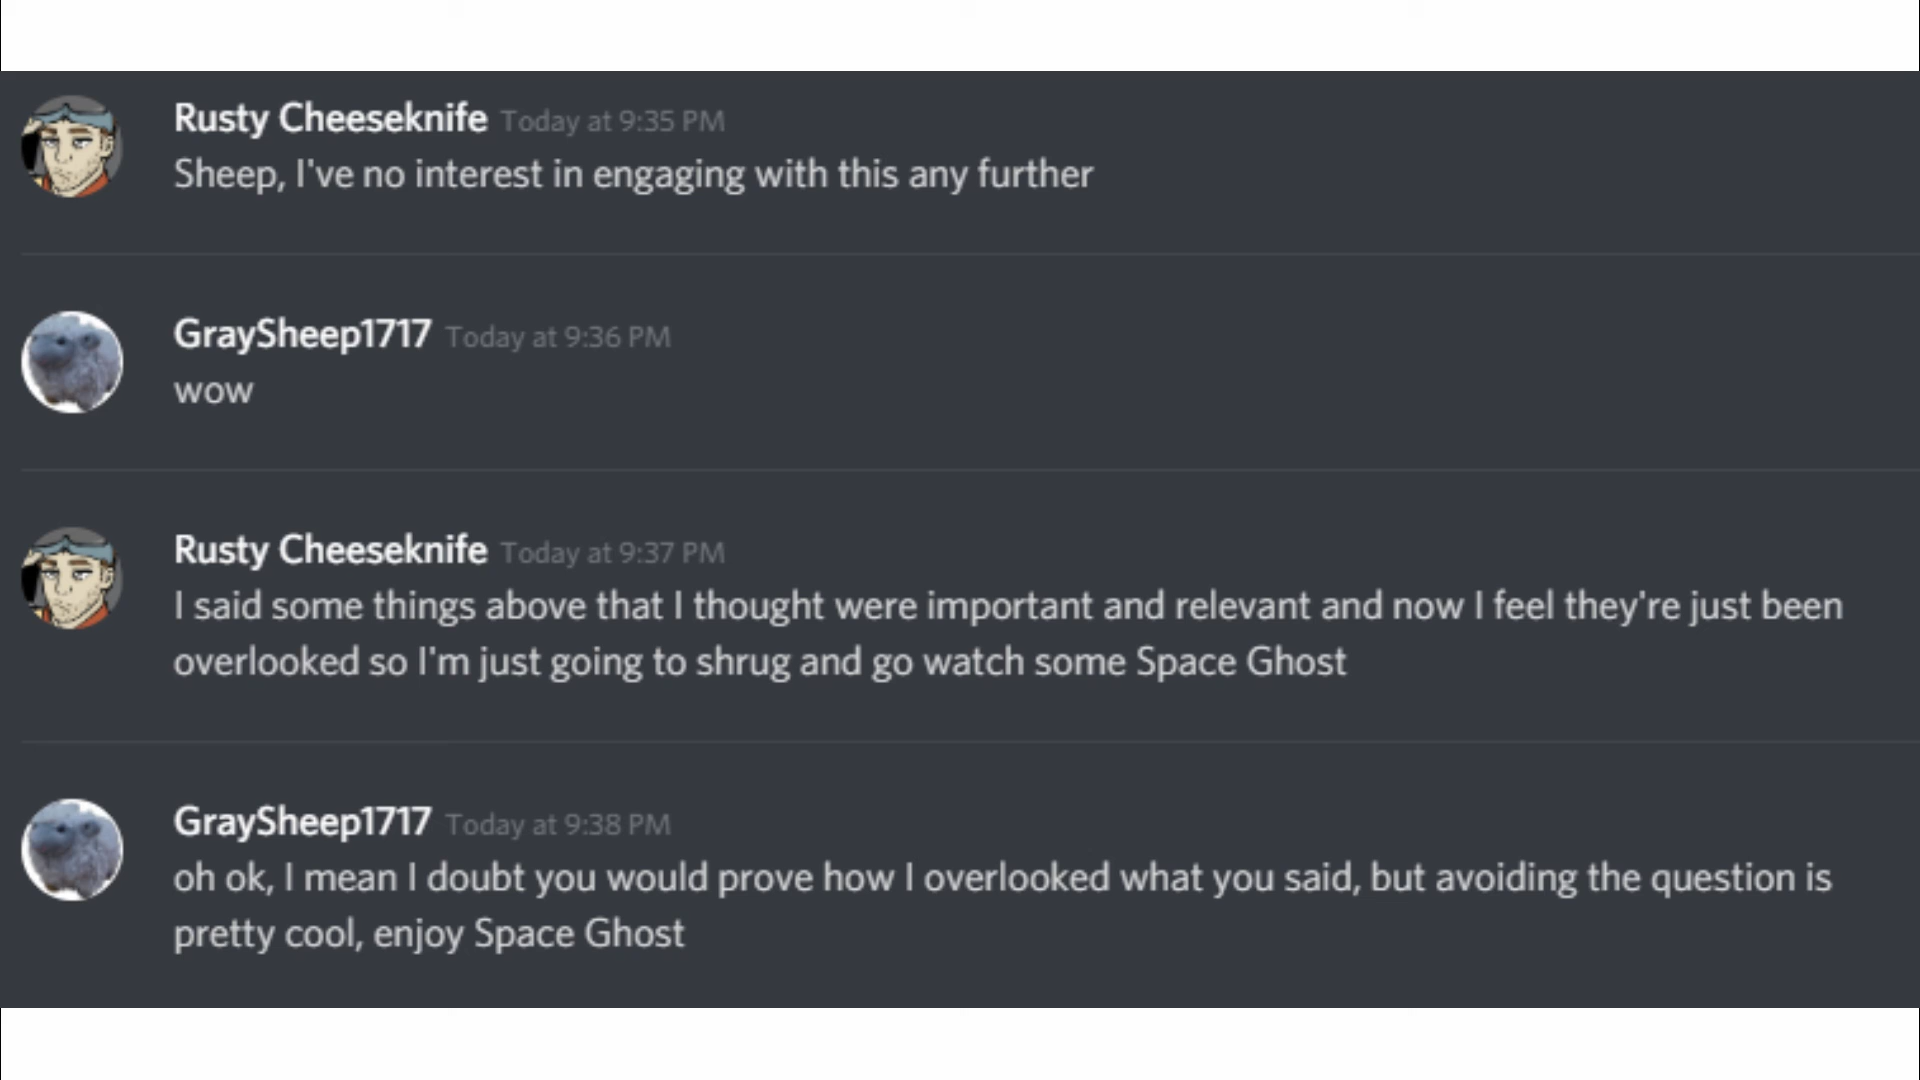 Rusty Cheeseknife Today at 9:35 PM
Sheep, I've no interest in engaging with this any further
GraySheep1717 Today at 9:36 PM
wow
Rusty Cheeseknife Today at 9:37 PM
I said some things above that I thought were important and relevant and now I feel they're just been
overlooked so I'm just going to shrug and go watch some Space Ghost
GraySheep1717 Today at 9:38 PM
oh ok, I mean I doubt you would prove how I overlooked what you said, but avoiding the question is
pretty cool, enjoy Space Ghost